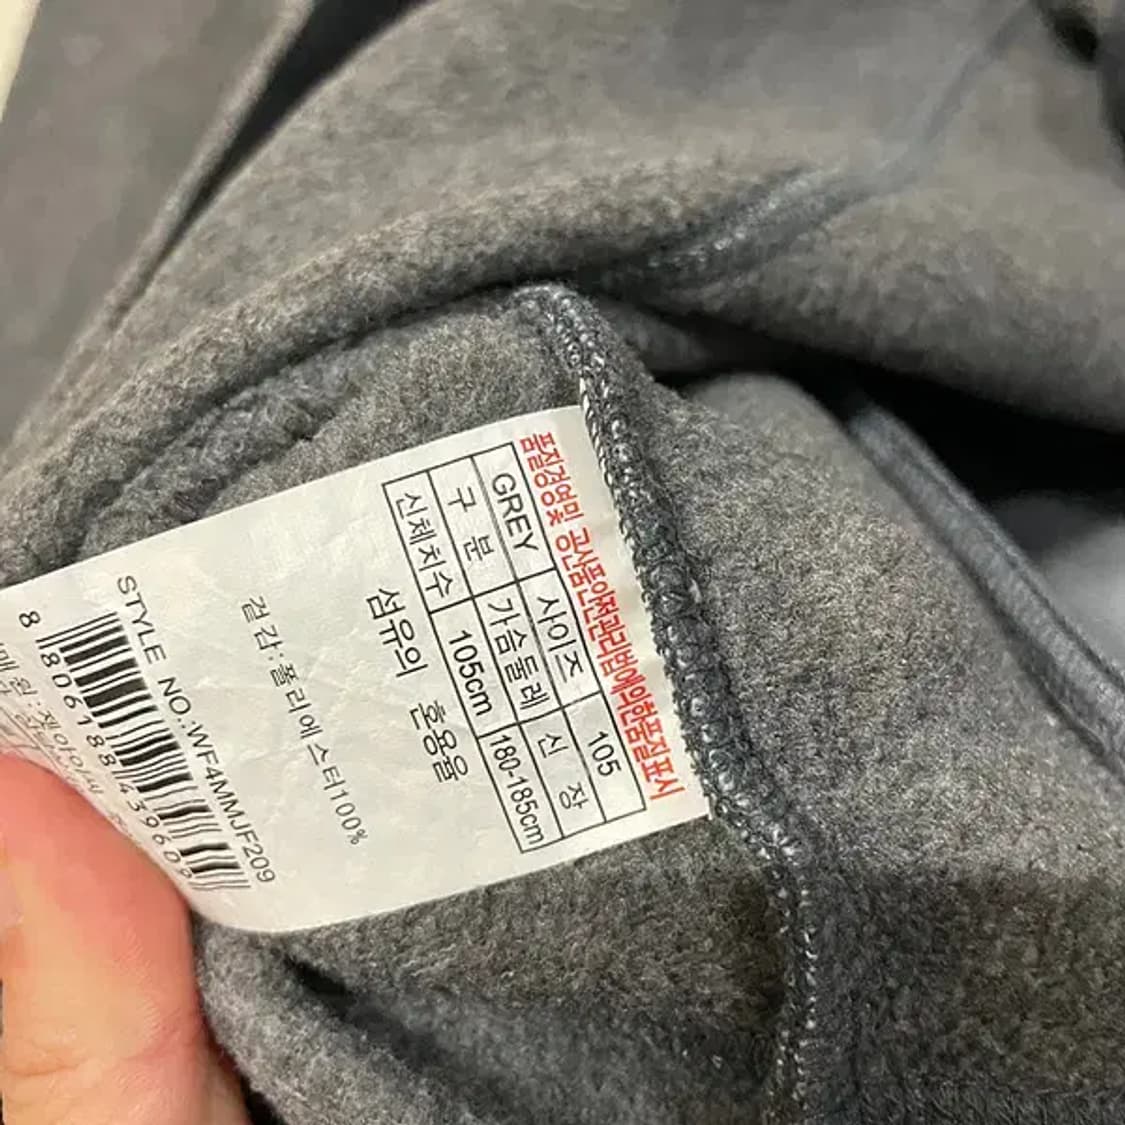 품질경영및 공산품안전관리법에의한품질표시
GREY 사이즈 105
구 분 가슴둘레 신 장
신체치수 105cm 180-185cm
섬유의 혼용율
겉감:폴리에스터100%
STYLE NO.:WF4MMJF209
8 806188 439609